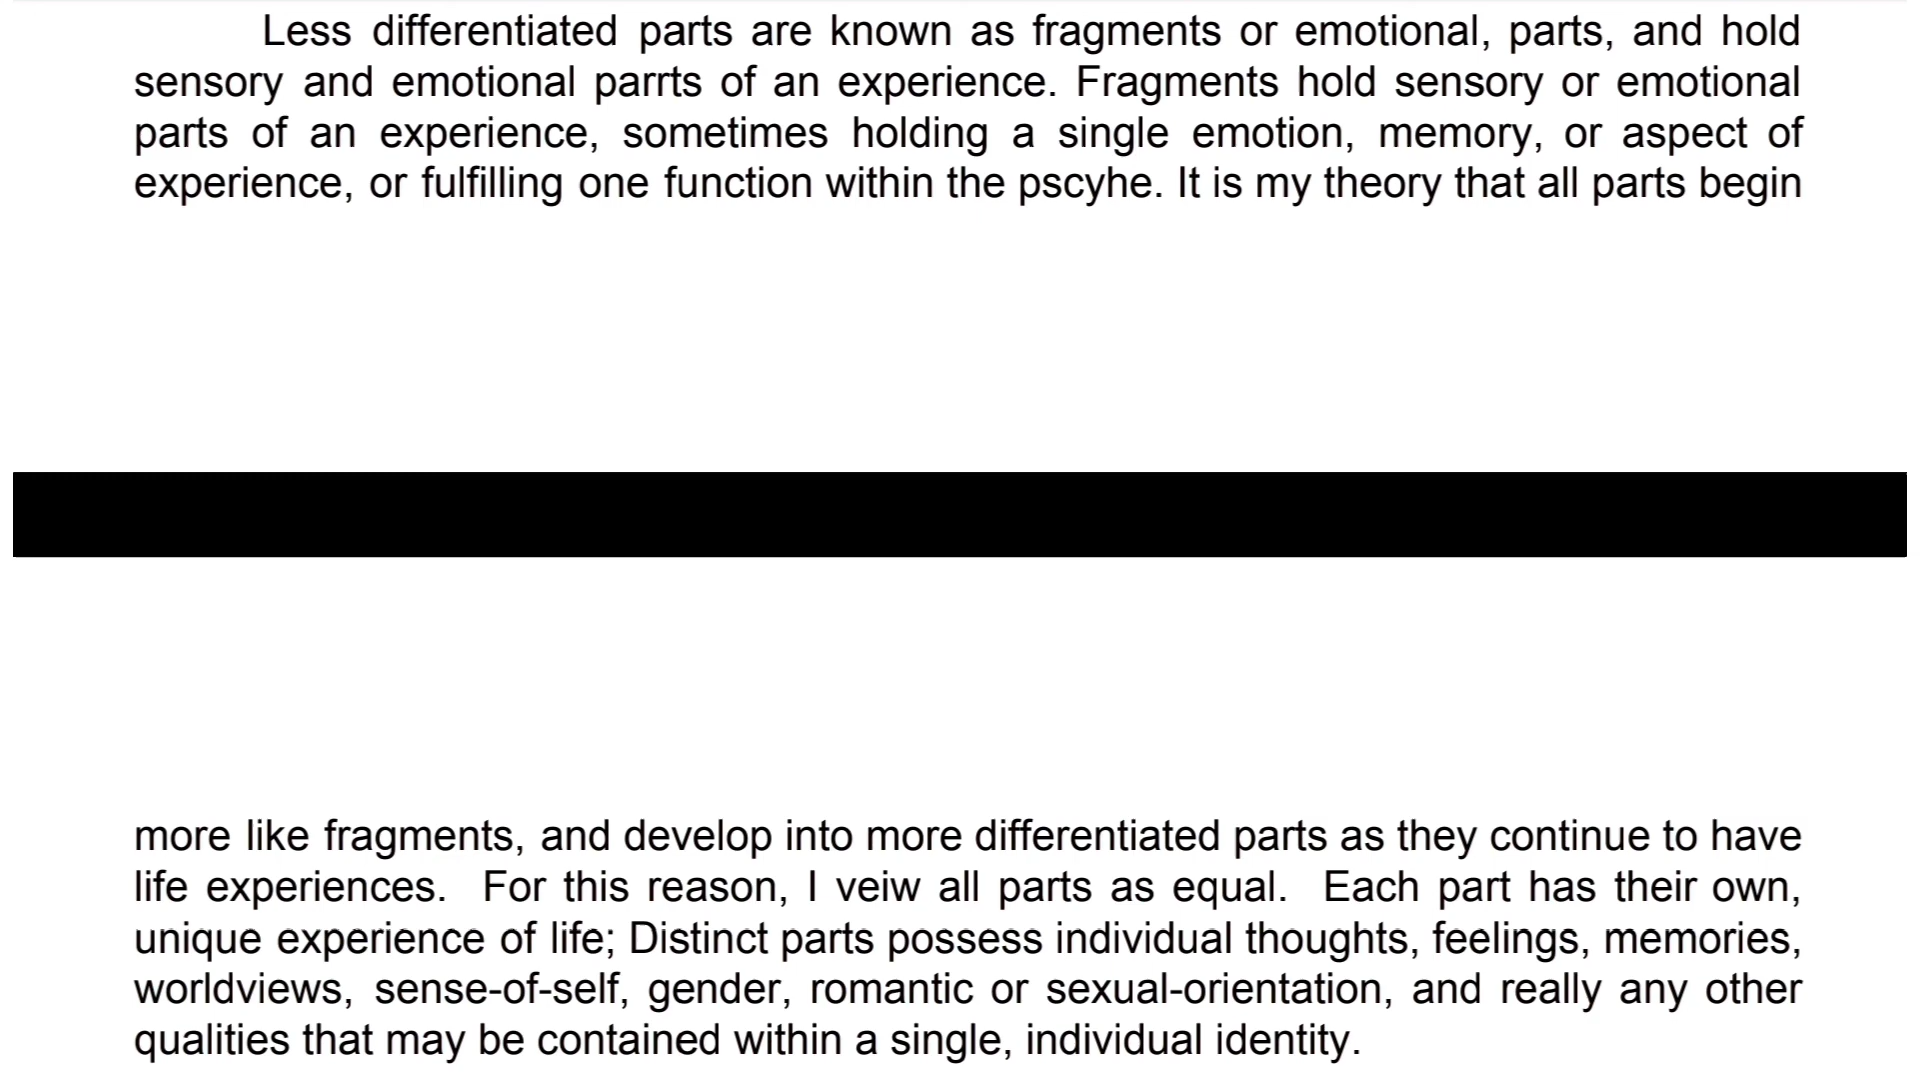 Less differentiated parts are known as fragments or emotional, parts, and hold
sensory and emotional parrts of an experience. Fragments hold sensory or emotional
parts of an experience, sometimes holding a single emotion, memory, or aspect of
experience, or fulfilling one function within the pscyhe. It is my theory that all parts begin
more like fragments, and develop into more differentiated parts as they continue to have
life experiences.  For this reason, I veiw all parts as equal.  Each part has their own,
unique experience of life; Distinct parts possess individual thoughts, feelings, memories,
worldviews, sense-of-self, gender, romantic or sexual-orientation, and really any other
qualities that may be contained within a single, individual identity.